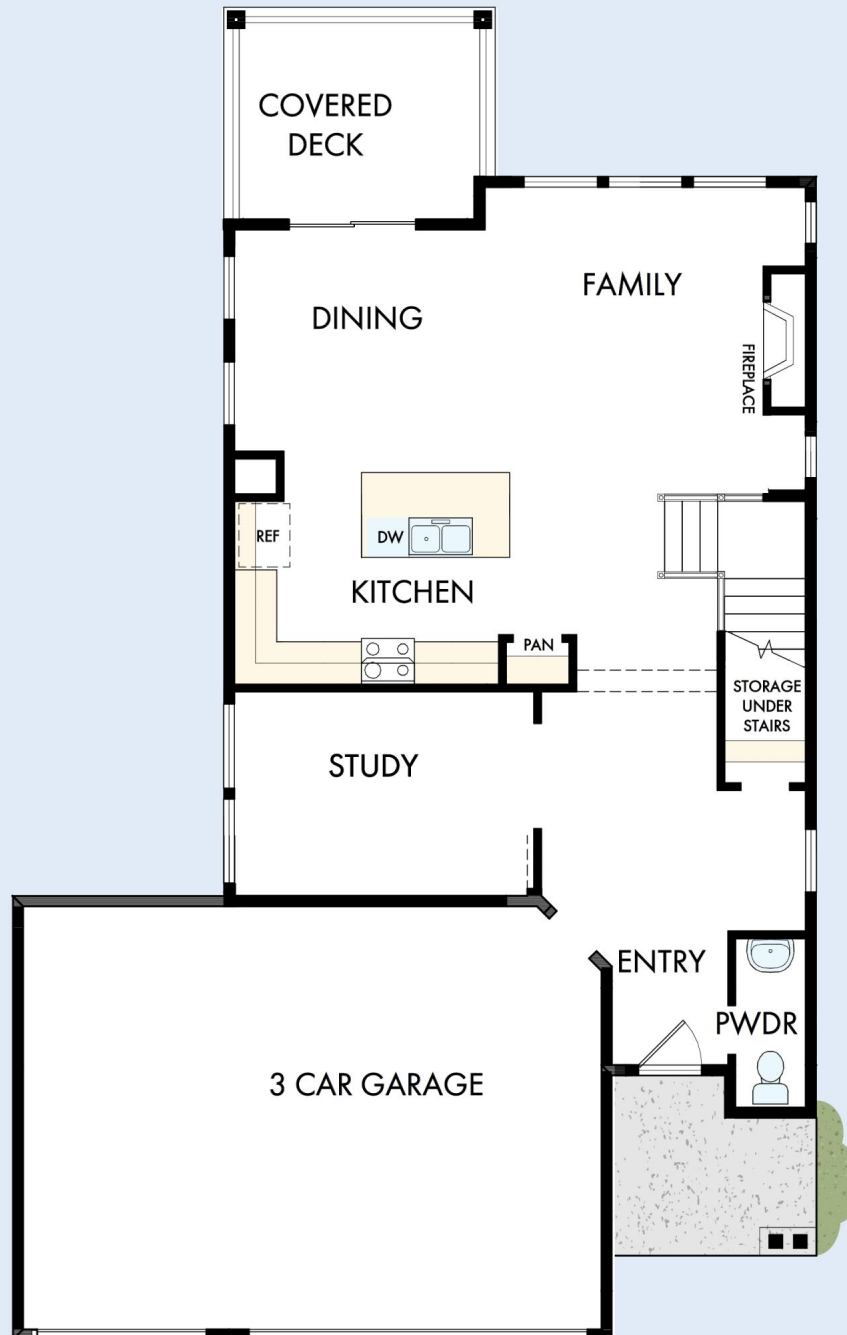 COVERED
DECK
FAMILY
DINING
FIREPLACE
REF
DW
KITCHEN
PAN
STORAGE
UNDER
STAIRS
STUDY
ENTRY
PWDR
3 CAR GARAGE